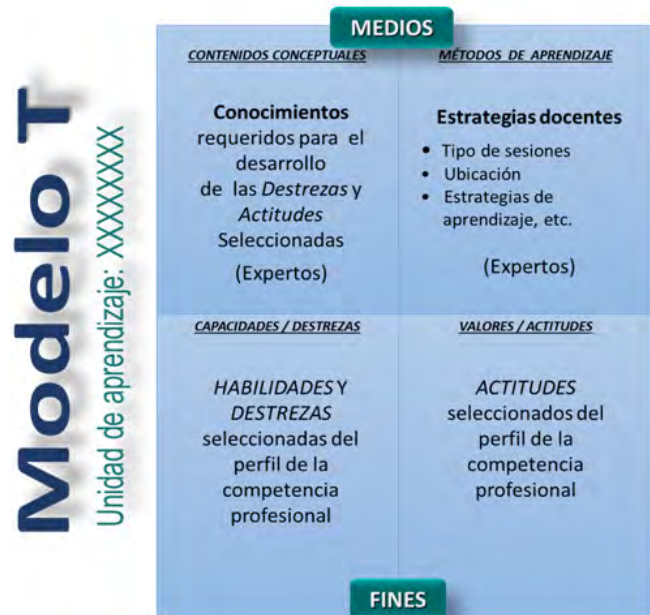 Modelo T
Unidad de aprendizaje: XXXXXXXXX
MEDIOS
CONTENIDOS CONCEPTUALES
Conocimientos
requeridos para el
desarrollo
de las Destrezas y
Actitudes
Seleccionadas
(Expertos)
MÉTODOS DE APRENDIZAJE
Estrategias docentes
• Tipo de sesiones
• Ubicación
• Estrategias de
aprendizaje, etc.
(Expertos)
CAPACIDADES / DESTREZAS
HABILIDADES Y
DESTREZAS
seleccionadas del
perfil de la
competencia
profesional
VALORES / ACTITUDES
ACTITUDES
seleccionados del
perfil de la
competencia
profesional
FINES